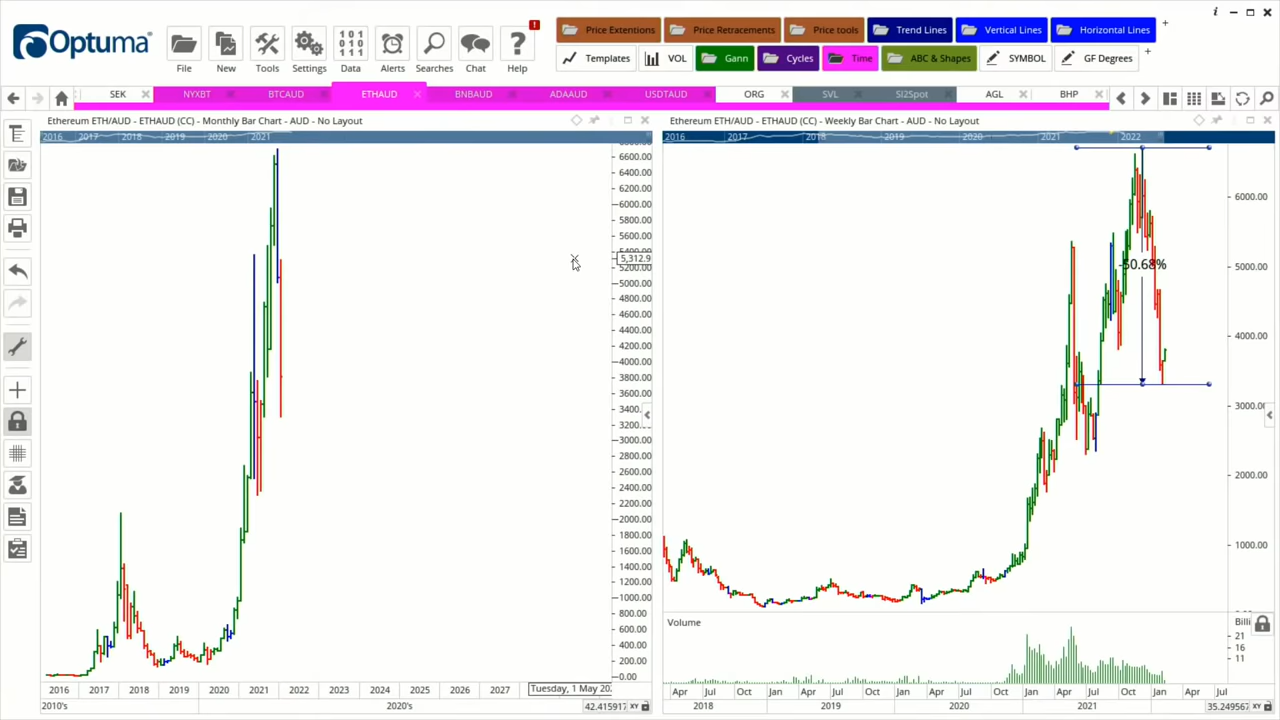 i
Optuma
File
New
Tools
Settings
101
010
101
Data
Alerts
Searches
Chat
?
Help
!
Price Extentions
Price Retracements
Price tools
Trend Lines
Vertical Lines
Horizontal Lines
Templates
VOL
Gann
Cycles
Time
ABC & Shapes
SYMBOL
GF Degrees
SEK
NYXBT
BTCAUD
ETHAUD
BNBAUD
ADAAUD
USDTAUD
ORG
SVL
SI2Spot
AGL
BHP
Ethereum ETH/AUD - ETHAUD (CC) - Monthly Bar Chart - AUD - No Layout
2016
2017
2018
2019
2020
2021
6600.00
6400.00
6200.00
6000.00
5800.00
5600.00
5,312.9
5200.00
5000.00
4800.00
4600.00
4400.00
4200.00
4000.00
3800.00
3600.00
3400.
3200.00
3000.00
2800.00
2600.00
2400.00
2200.00
2000.00
1800.00
1600.00
1400.00
1200.00
1000.00
800.00
600.00
400.00
200.00
0.00
2016 2017 2018 2019 2020 2021 2022 2023 2024 2025 2026 2027
Tuesday, 1 May 20
2010's
2020's
42.415917
XY
Ethereum ETH/AUD - ETHAUD (CC) - Weekly Bar Chart - AUD - No Layout
2016
2017
2018
2019
2020
2021
2022
6000.00
-50.68%
5000.00
4000.00
3000.00
2000.00
1000.00
Volume
Billi
21
16
11
Apr Jul Oct Jan Apr Jul Oct Jan Apr Jul Oct Jan Apr Jul Oct Jan Apr Jul
2018
2019
2020
2021
35.249567
XY